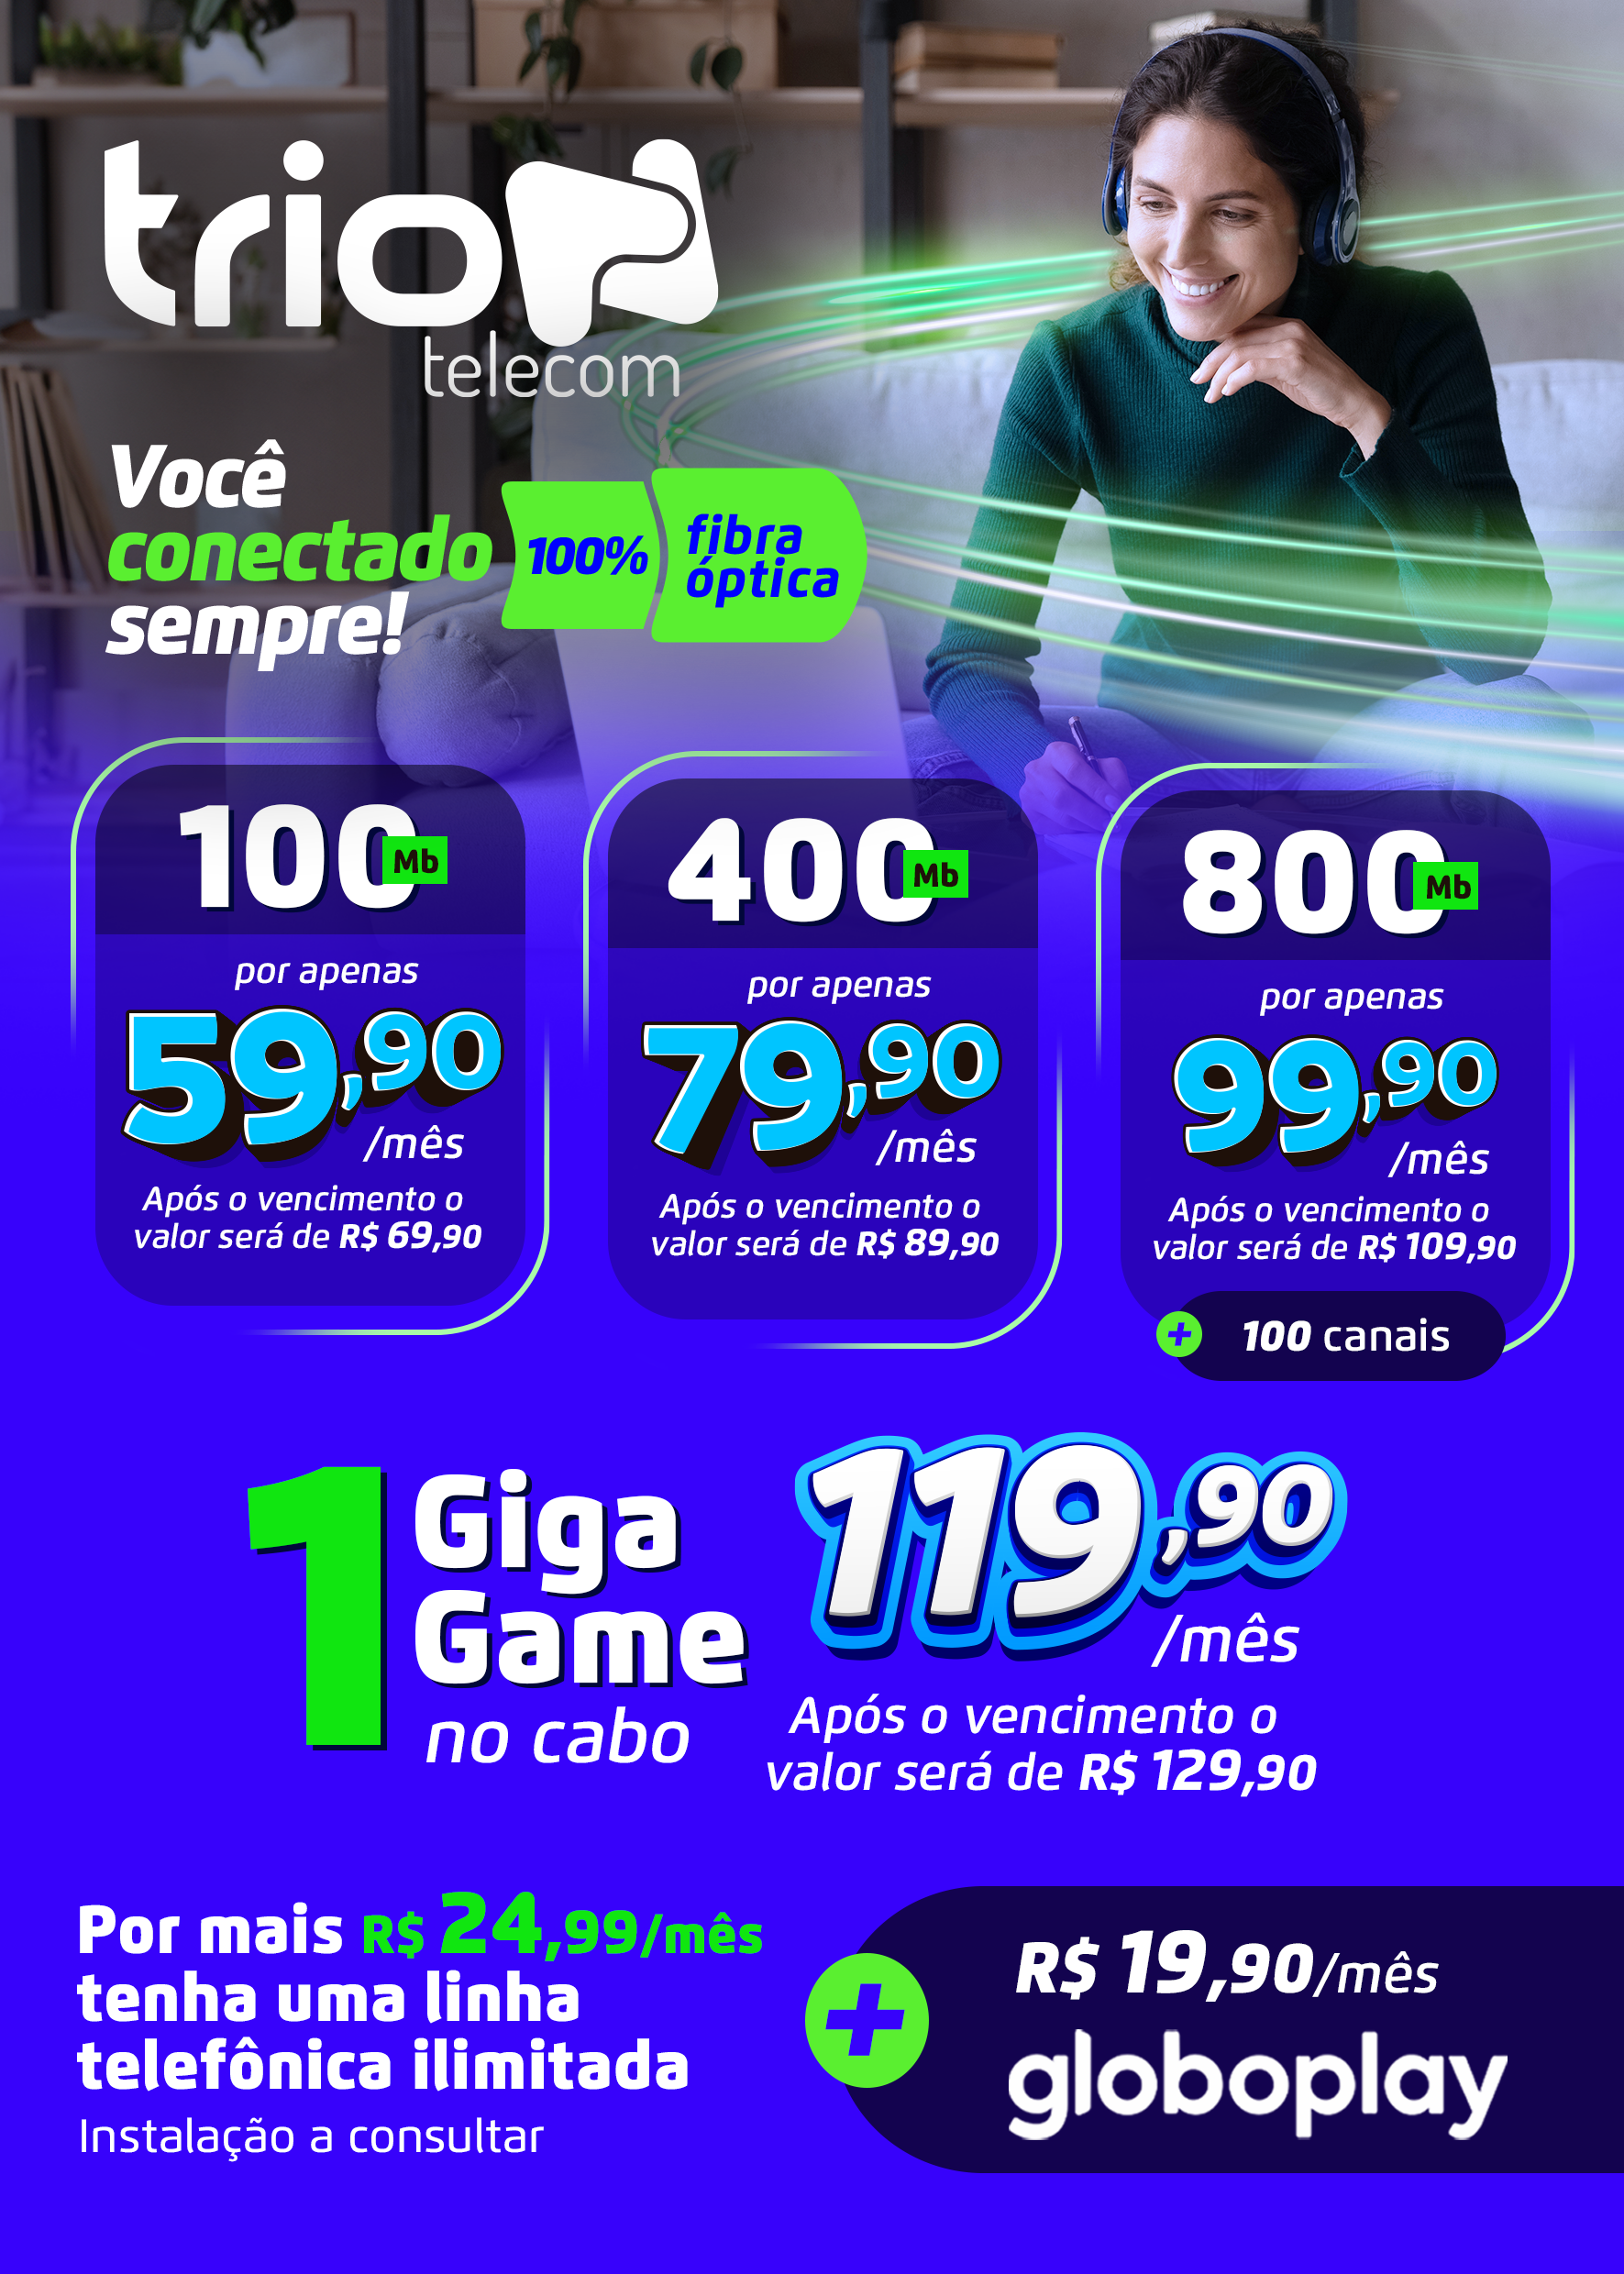 trio
telecom
Você
conectado
sempre!
100%
fibra
óptica
100 Mb
por apenas
59,90
/mês
Após o vencimento o
valor será de R$ 69,90
400 Mb
por apenas
79,90
/mês
Após o vencimento o
valor será de R$ 89,90
800 Mb
por apenas
99,90
/mês
Após o vencimento o
valor será de R$ 109,90
+ 100 canais
1 Giga
Game
no cabo
119,90
/mês
Após o vencimento o
valor será de R$ 129,90
Por mais R$ 24,99/mês
tenha uma linha
telefônica ilimitada
Instalação a consultar
+
R$ 19,90/mês
globoplay